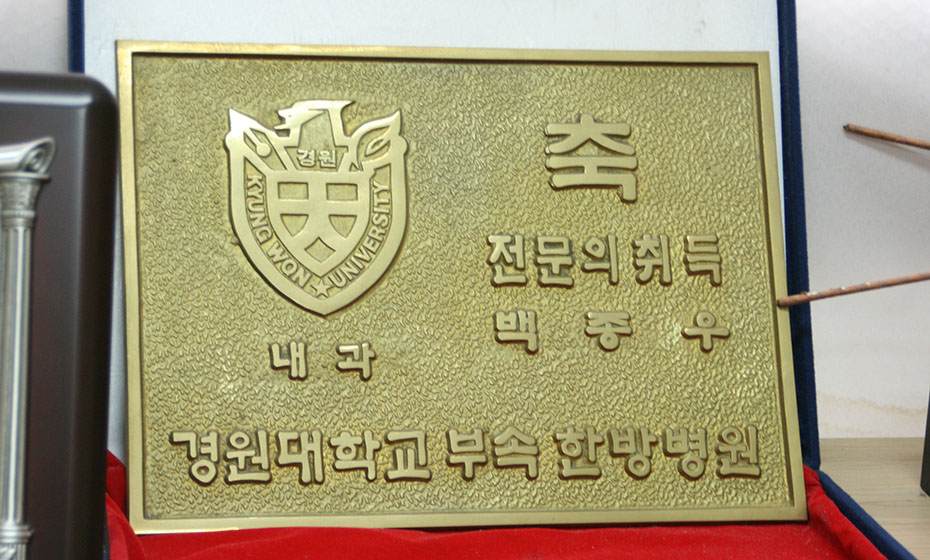 경원
KYUNG WON ★ UNIVERSITY
축
전문의 취득
백 종 우
내 과
경원대학교 부속 한방병원